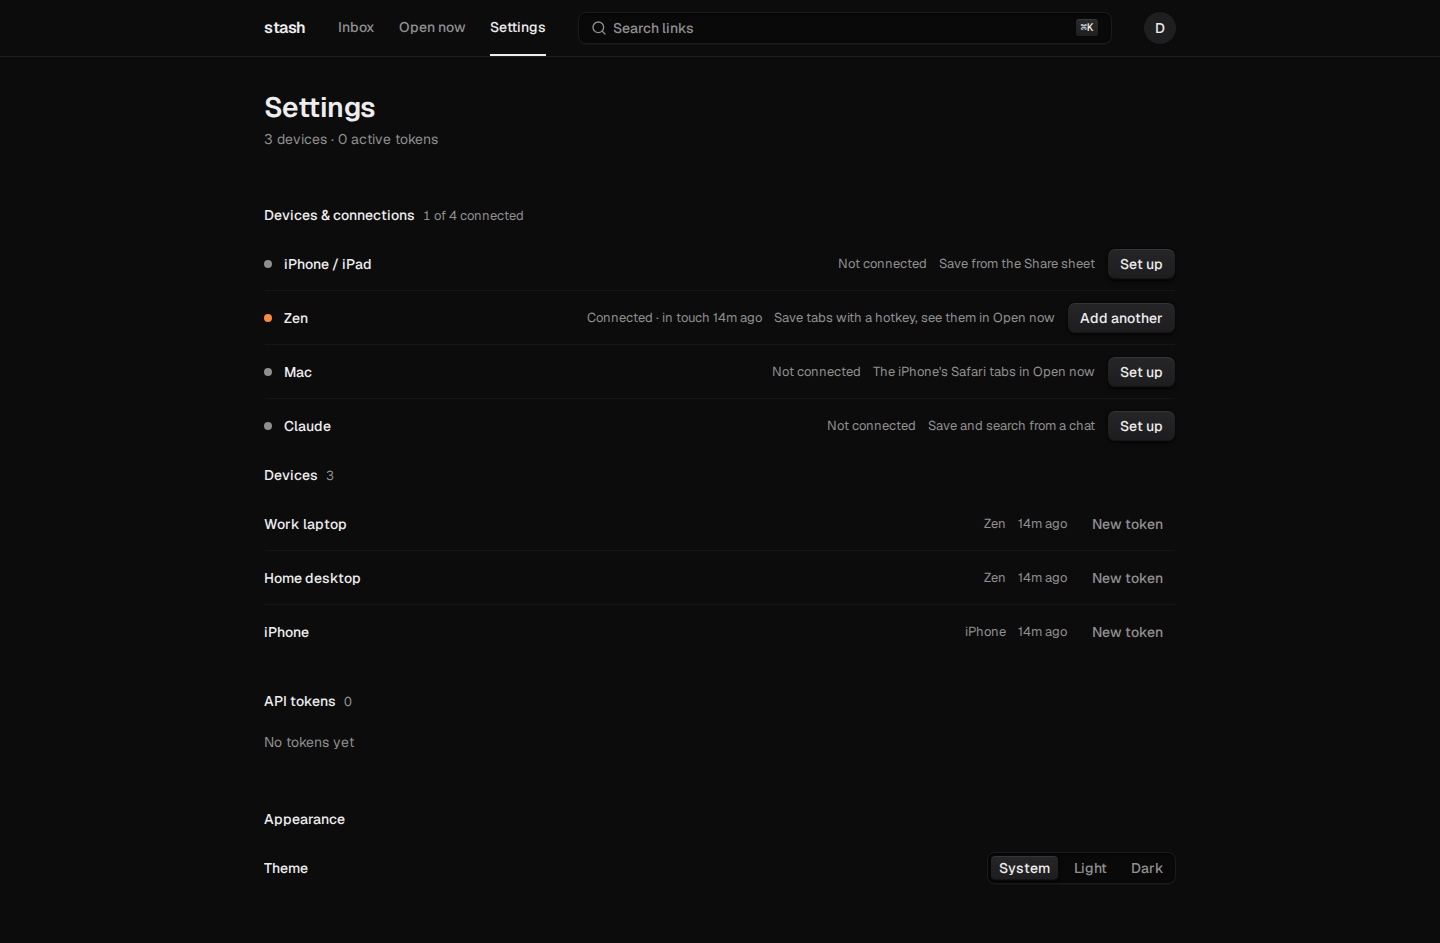 stash Inbox Open now Settings Search links ⌘K D
Settings
3 devices · 0 active tokens
Devices & connections 1 of 4 connected
iPhone / iPad Not connected Save from the Share sheet Set up
Zen Connected · in touch 14m ago Save tabs with a hotkey, see them in Open now Add another
Mac Not connected The iPhone's Safari tabs in Open now Set up
Claude Not connected Save and search from a chat Set up
Devices 3
Work laptop Zen 14m ago New token
Home desktop Zen 14m ago New token
iPhone iPhone 14m ago New token
API tokens 0
No tokens yet
Appearance
Theme System Light Dark